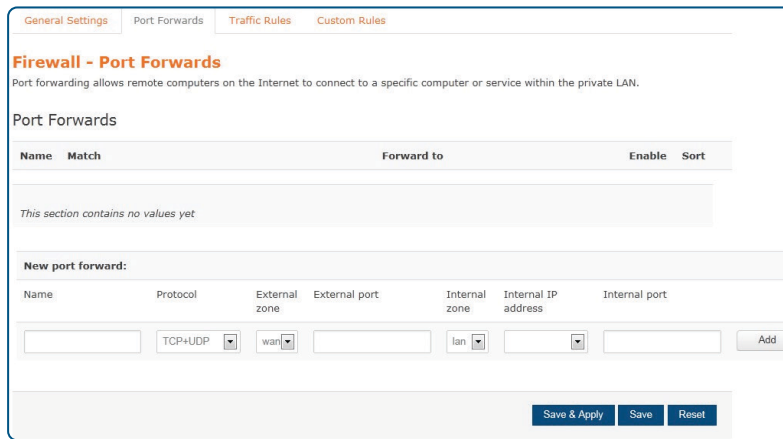 General Settings Port Forwards Traffic Rules Custom Rules
Firewall - Port Forwards
Port forwarding allows remote computers on the Internet to connect to a specific computer or service within the private LAN.
Port Forwards
Name Match Forward to Enable Sort
This section contains no values yet
New port forward:
Name Protocol External zone External port Internal zone Internal IP address Internal port
TCP+UDP wan lan Add
Save & Apply Save Reset